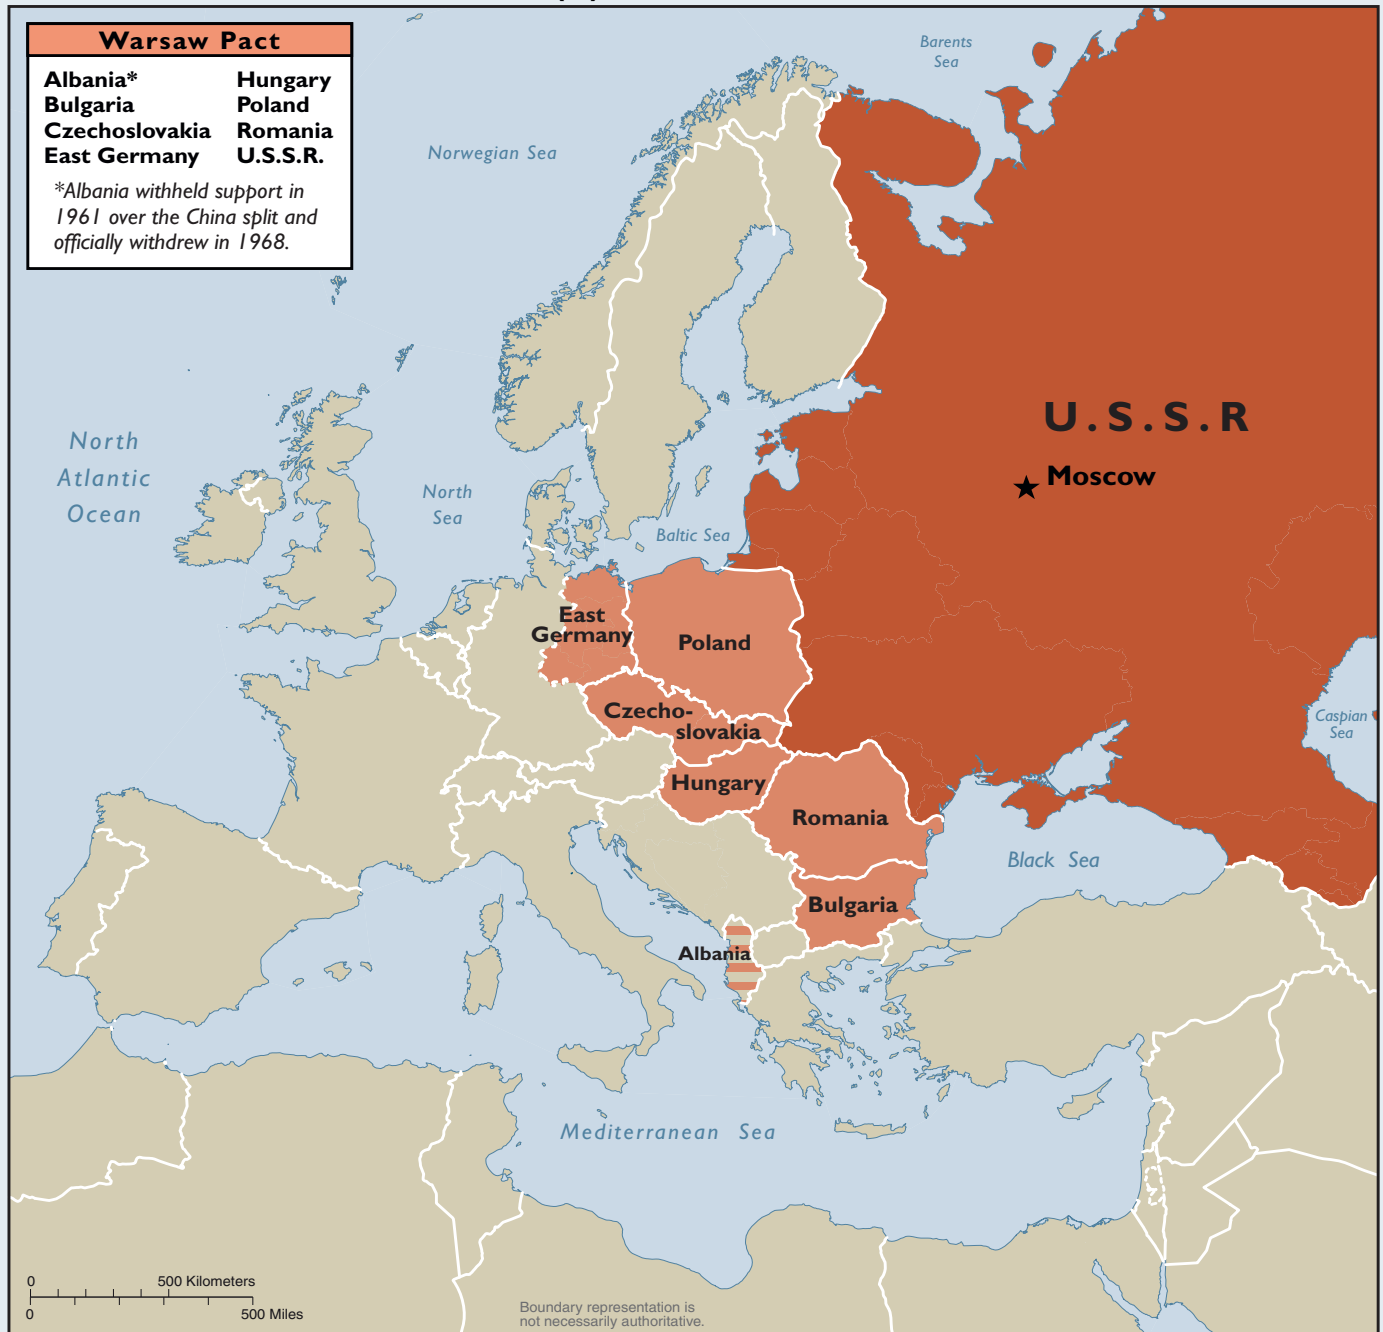 Warsaw Pact
Albania* Hungary
Bulgaria Poland
Czechoslovakia Romania
East Germany U.S.S.R.
*Albania withheld support in
1961 over the China split and
officially withdrew in 1968.
Barents
Sea
Norwegian Sea
U.S.S.R
Moscow
North
Atlantic
Ocean
North
Sea
Baltic Sea
East
Germany
Poland
Czecho-
slovakia
Caspian
Sea
Hungary
Romania
Black Sea
Bulgaria
Albania
Mediterranean Sea
0 500 Kilometers
0 500 Miles
Boundary representation is
not necessarily authoritative.